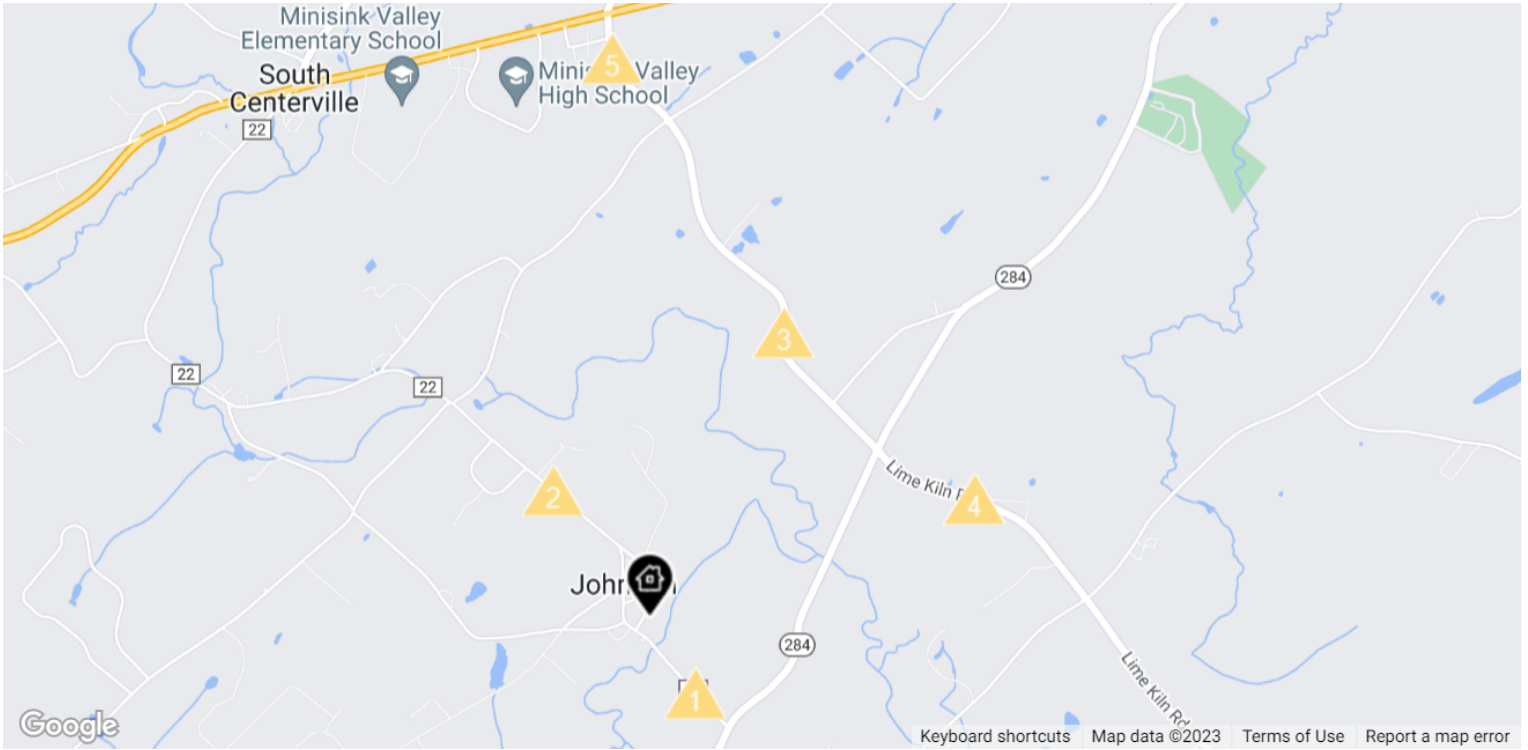 Minisink Valley
Elementary School
South
Centerville
22
5
Valley
High School
284
3
22
22
Lime Kiln
2
4
284
1
Lime Kiln Rd
Google
Keyboard shortcuts
Map data ©2023
Terms of Use
Report a map error